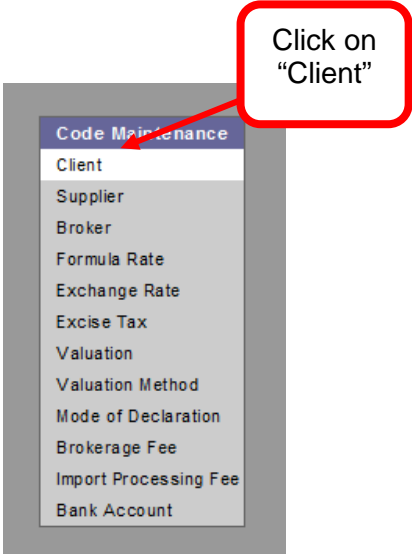 Click on
“Client”
Code Maintenance
Client
Supplier
Broker
Formula Rate
Exchange Rate
Excise Tax
Valuation
Valuation Method
Mode of Declaration
Brokerage Fee
Import Processing Fee
Bank Account